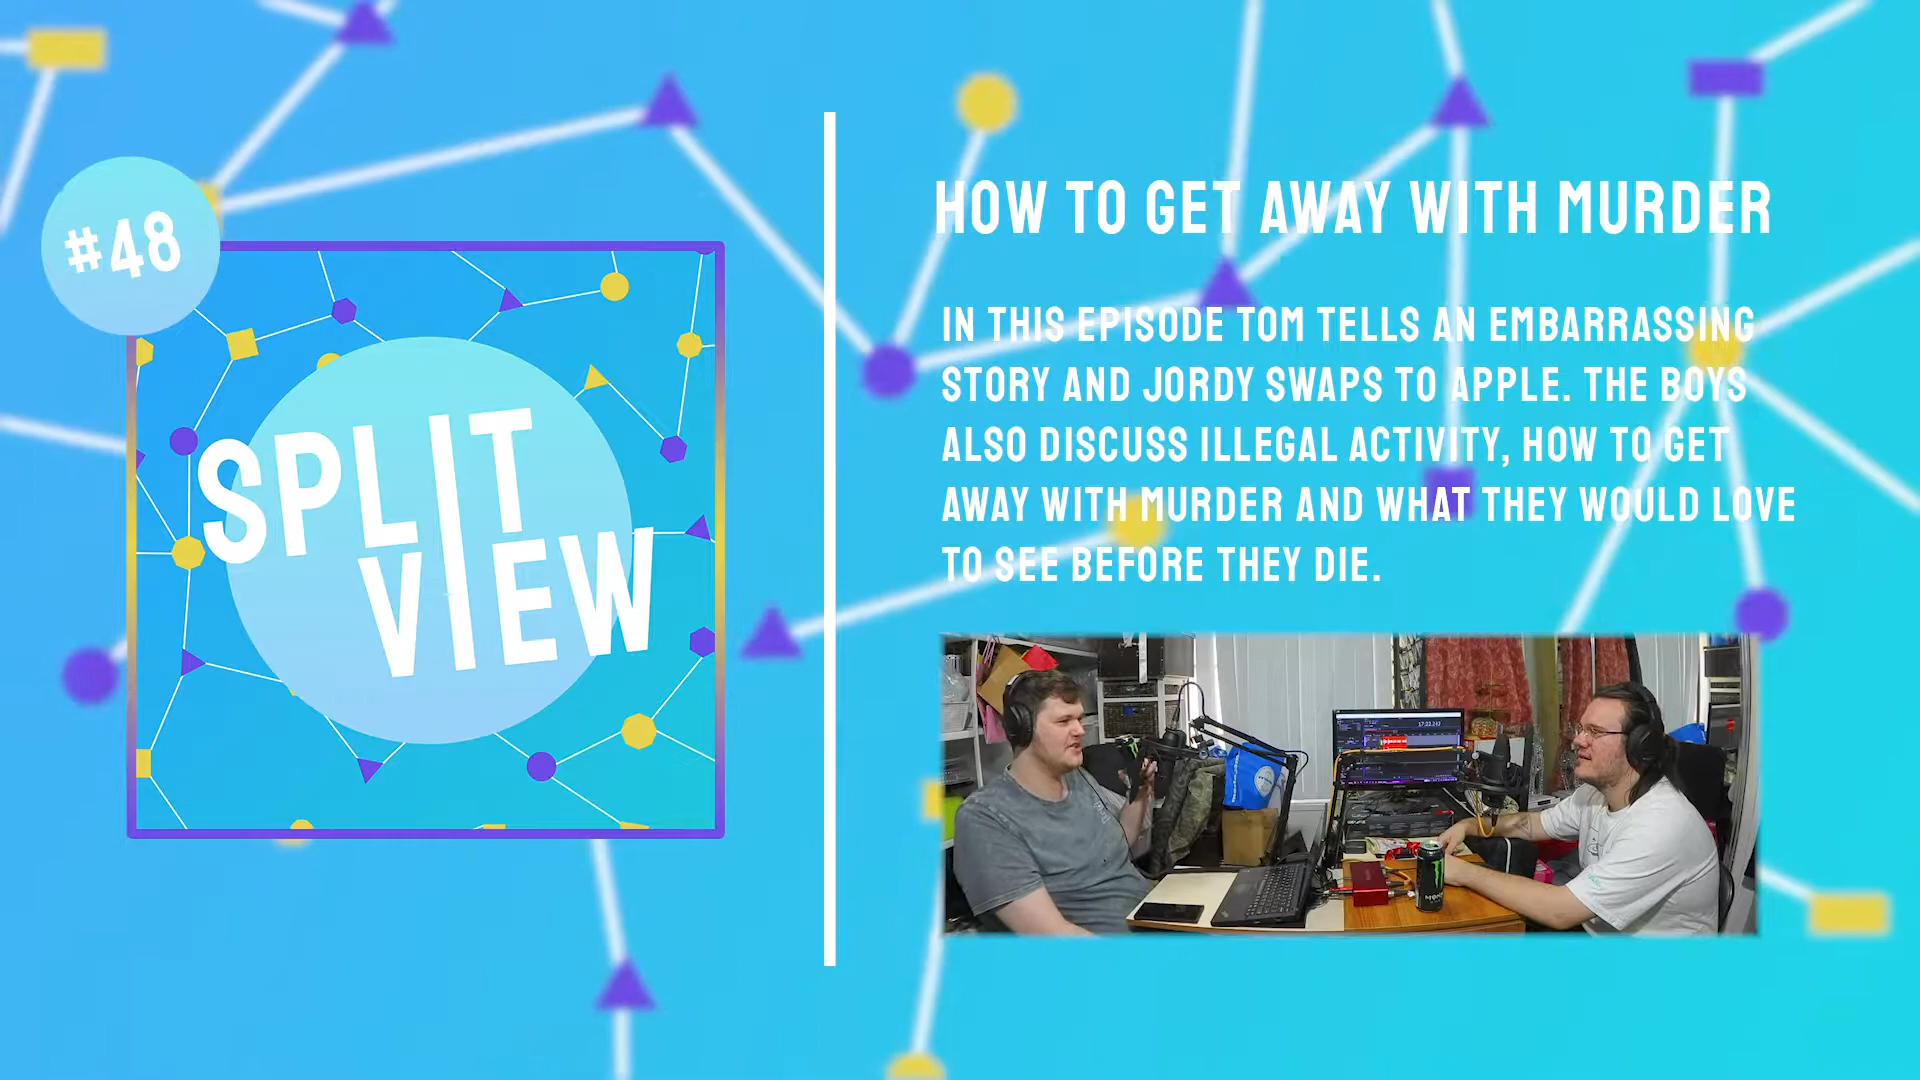 #48
SPLIT
VIEW
HOW TO GET AWAY WITH MURDER
IN THIS EPISODE TOM TELLS AN EMBARRASSING
STORY AND JORDY SWAPS TO APPLE. THE BOYS
ALSO DISCUSS ILLEGAL ACTIVITY, HOW TO GET
AWAY WITH MURDER AND WHAT THEY WOULD LOVE
TO SEE BEFORE THEY DIE.